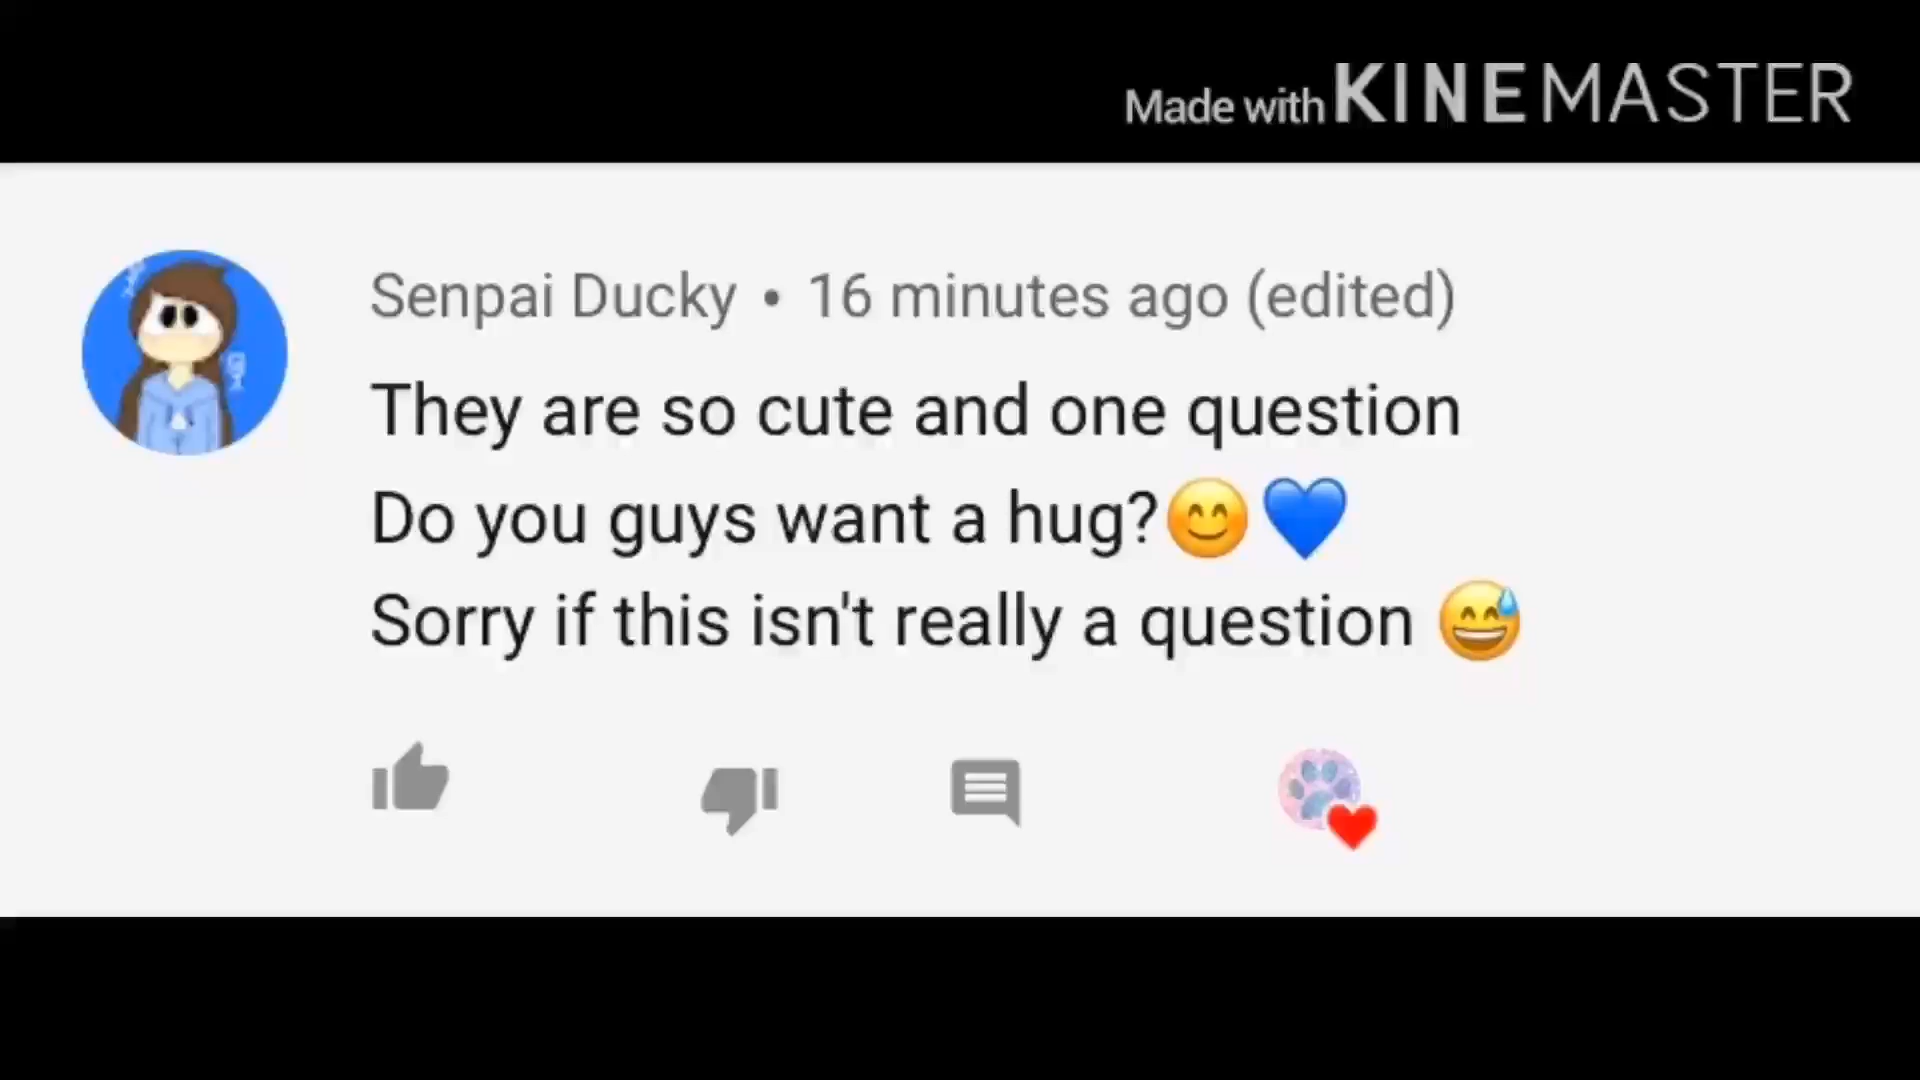 Made with KINEMASTER
Senpai Ducky • 16 minutes ago (edited)
They are so cute and one question
Do you guys want a hug?😊💙
Sorry if this isn't really a question 😅